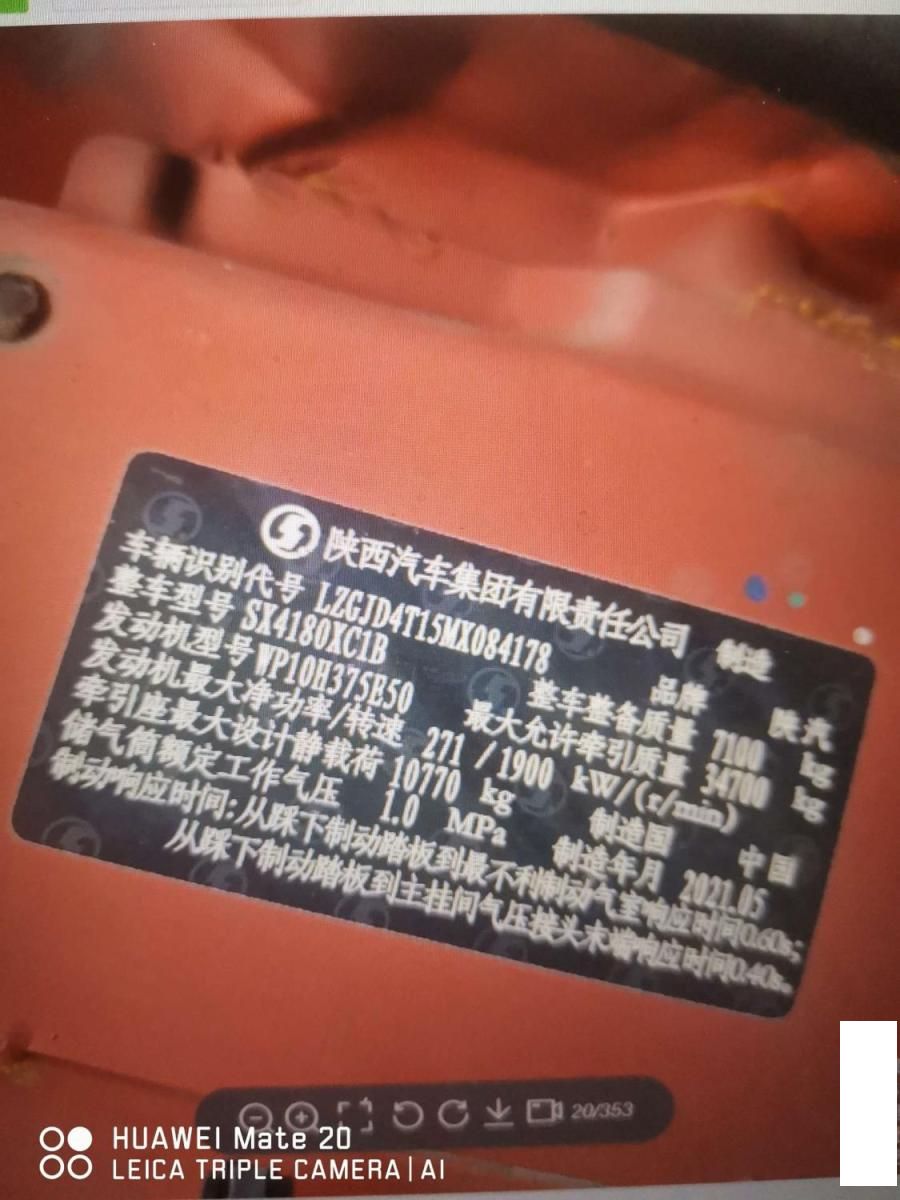 陕西汽车集团有限责任公司 制造
车辆识别代号 LZGJD4T15MX084178 品牌 陕汽
整车型号 SX4180XC1B 整车整备质量 7100 kg
发动机型号 WP10H375E50 最大允许牵引质量 34700 kg
发动机最大净功率/转速 271 / 1900 kW/(r/min)
牵引座最大设计静载荷 10770 kg 制造国 中国
储气筒额定工作气压 1.0 MPa 制造年月 2021.05
制动响应时间:从踩下制动踏板到最不利制动气室响应时间0.60s;
从踩下制动踏板到主挂间气压接头末端响应时间0.40s。
20/353
HUAWEI Mate 20
LEICA TRIPLE CAMERA | AI